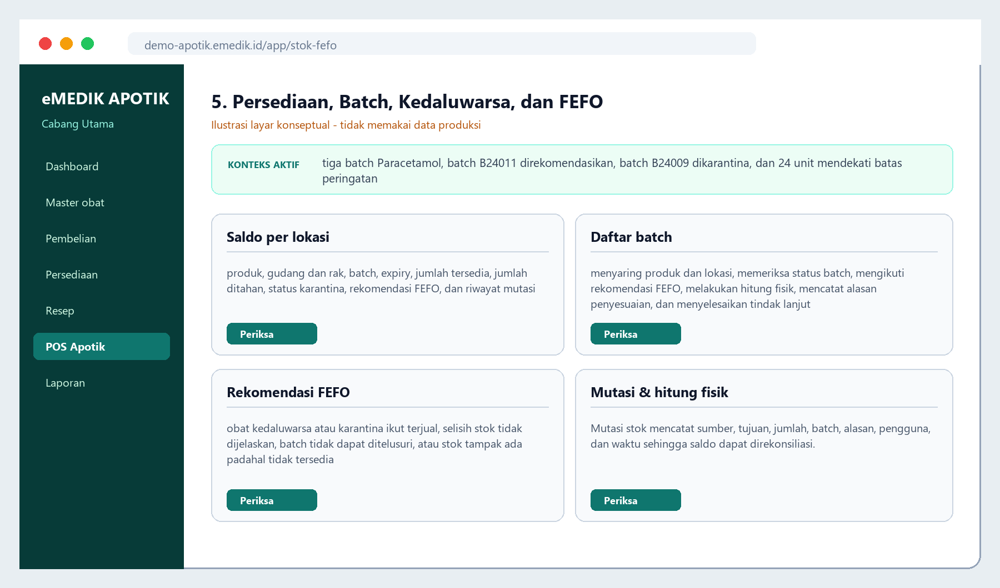 demo-apotik.emedik.id/app/stok-fefo
eMEDIK APOTIK
Cabang Utama
Dashboard
Master obat
Pembelian
Persediaan
Resep
POS Apotik
Laporan
5. Persediaan, Batch, Kedaluwarsa, dan FEFO
Ilustrasi layar konseptual - tidak memakai data produksi
KONTEKS AKTIF
tiga batch Paracetamol, batch B24011 direkomendasikan, batch B24009 dikarantina, dan 24 unit mendekati batas
peringatan
Saldo per lokasi
produk, gudang dan rak, batch, expiry, jumlah tersedia, jumlah
ditahan, status karantina, rekomendasi FEFO, dan riwayat mutasi
Periksa
Daftar batch
menyaring produk dan lokasi, memeriksa status batch, mengikuti
rekomendasi FEFO, melakukan hitung fisik, mencatat alasan
penyesuaian, dan menyelesaikan tindak lanjut
Periksa
Rekomendasi FEFO
obat kedaluwarsa atau karantina ikut terjual, selisih stok tidak
dijelaskan, batch tidak dapat ditelusuri, atau stok tampak ada
padahal tidak tersedia
Periksa
Mutasi & hitung fisik
Mutasi stok mencatat sumber, tujuan, jumlah, batch, alasan, pengguna,
dan waktu sehingga saldo dapat direkonsiliasi.
Periksa